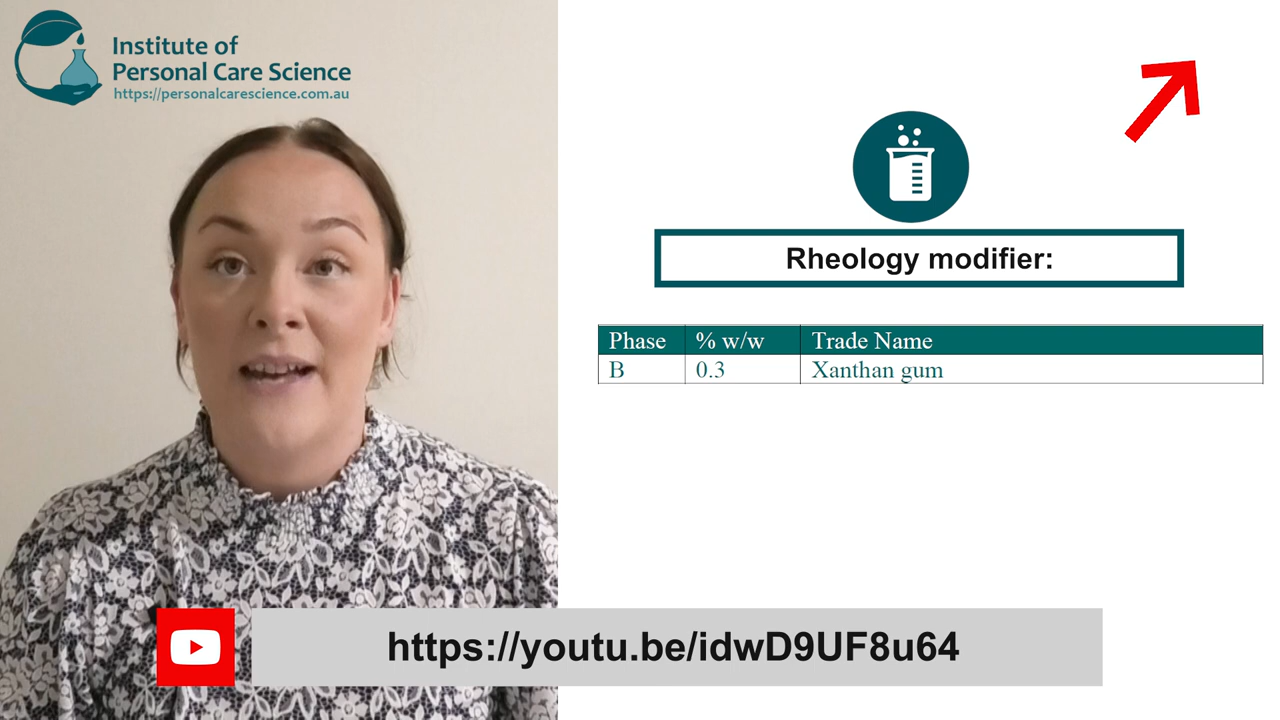 Institute of
Personal Care Science
https://personalcarescience.com.au
Rheology modifier:
Phase % w/w Trade Name
B 0.3 Xanthan gum
https://youtu.be/idwD9UF8u64